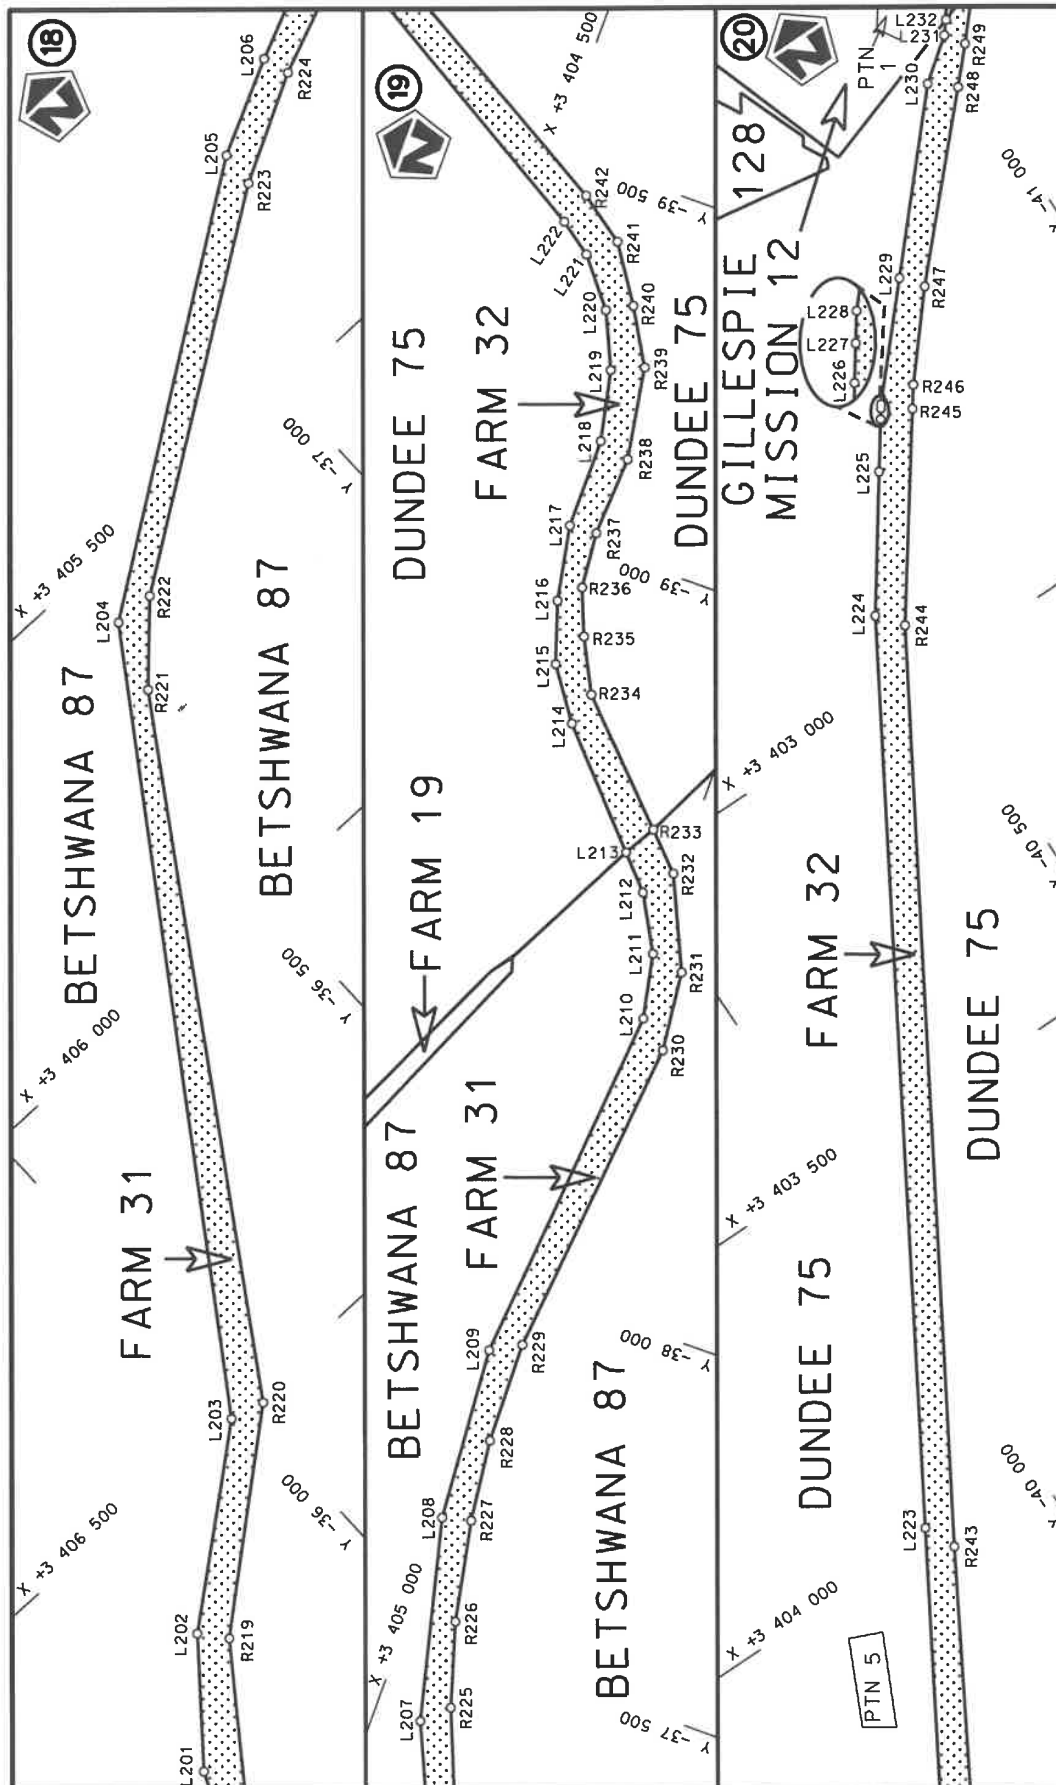 18
L201
L202
L203
L204
L205
L206
R219
R220
R221
R222
R223
R224
X +3 406 500
X +3 406 000
X +3 405 500
Y -36 000
Y -36 500
Y -37 000
FARM 31
BETSHWANA 87
BETSHWANA 87
19
L207
L208
L209
L210
L211
L212
L213
L214
L215
L216
L217
L218
L219
L220
L221
L222
R225
R226
R227
R228
R229
R230
R231
R232
R233
R234
R235
R236
R237
R238
R239
R240
R241
R242
X +3 405 000
X +3 404 500
Y -37 500
Y -38 000
Y -39 000
Y -39 500
BETSHWANA 87
FARM 31
BETSHWANA 87
FARM 19
DUNDEE 75
FARM 32
DUNDEE 75
20
L223
L224
L225
L226
L227
L228
L229
L230
L231
L232
R243
R244
R245
R246
R247
R248
R249
X +3 404 000
X +3 403 500
X +3 403 000
-40 000
-40 500
-41 000
PTN 5
DUNDEE 75
FARM 32
DUNDEE 75
GILLESPIE
MISSION 12
128
PTN
1